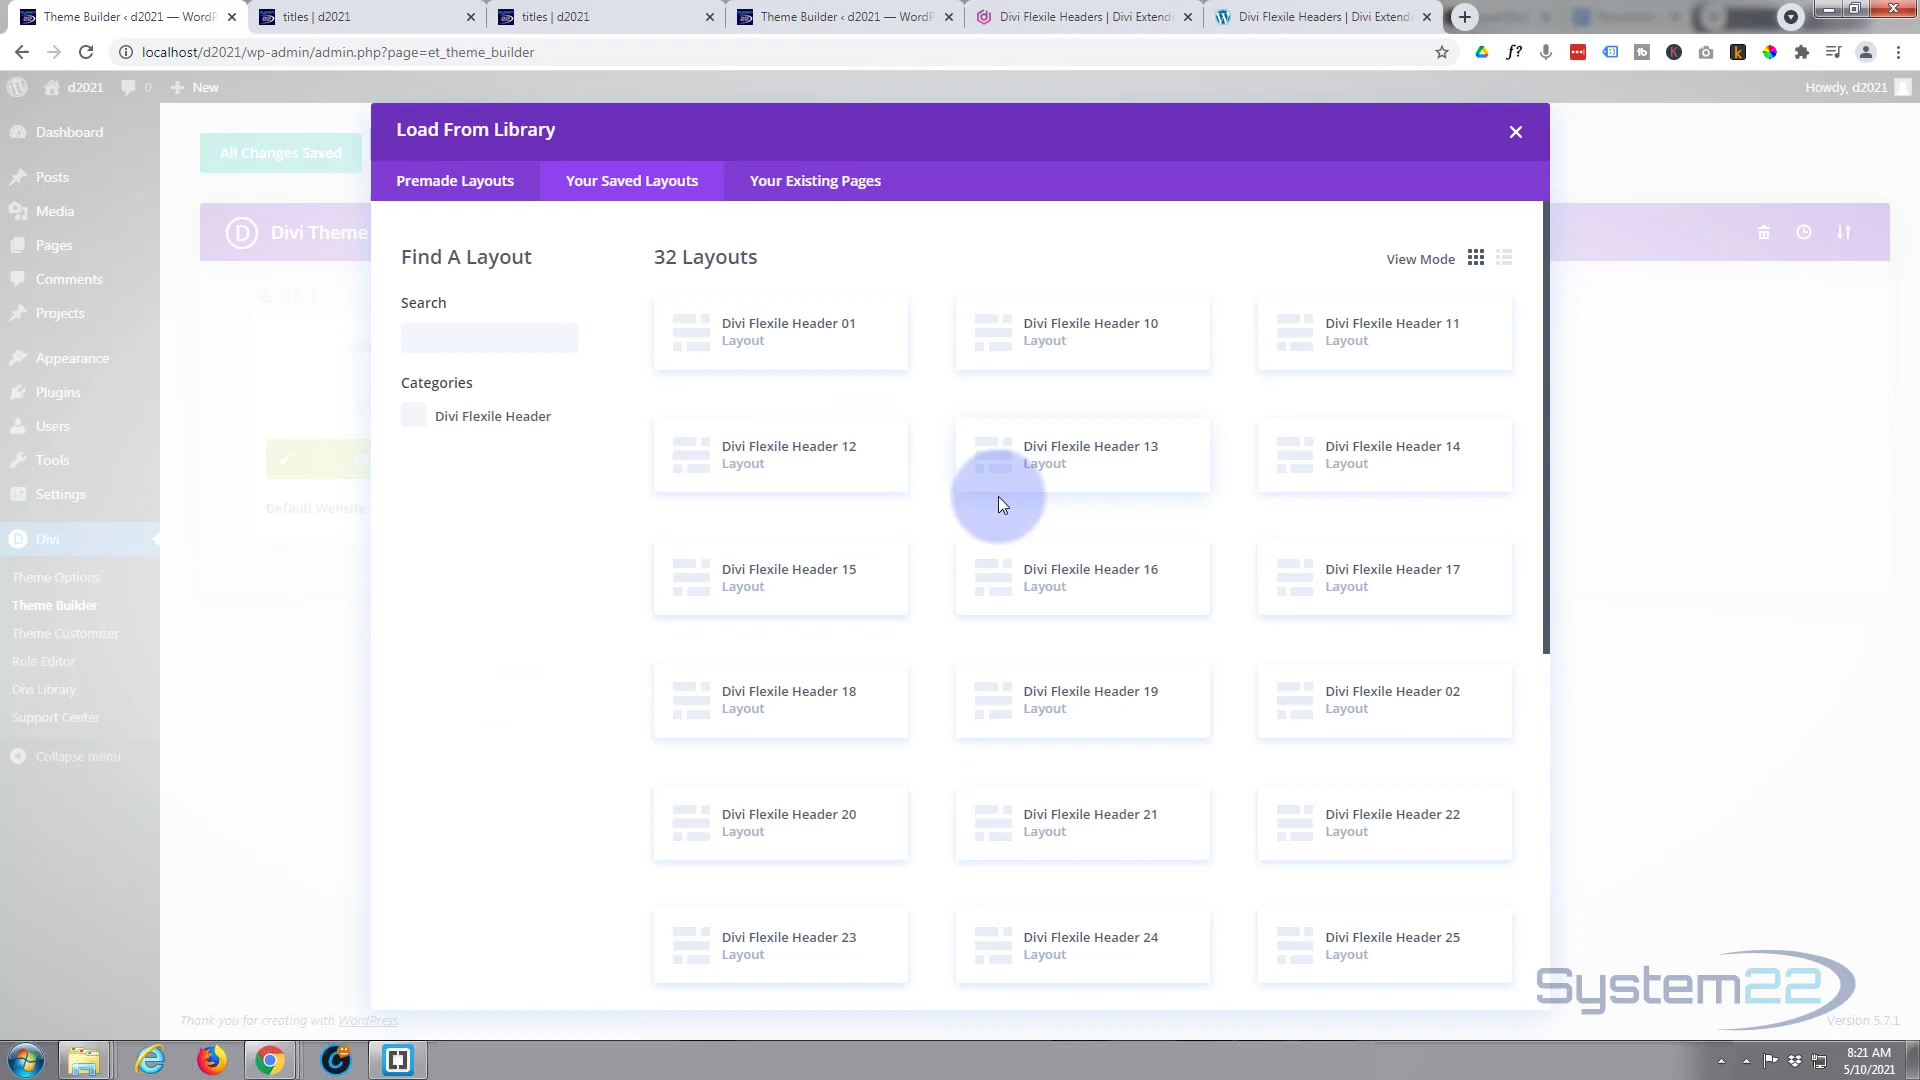 Theme Builder ‹ d2021 — WordP
titles | d2021
titles | d2021
Theme Builder ‹ d2021 — WordP
Divi Flexile Headers | Divi Extend
Divi Flexile Headers | Divi Extend
localhost/d2021/wp-admin/admin.php?page=et_theme_builder
d2021
0
New
Howdy, d2021
Dashboard
Posts
Media
Pages
Comments
Projects
Appearance
Plugins
Users
Tools
Settings
Divi
Theme Options
Theme Builder
Theme Customizer
Role Editor
Divi Library
Support Center
Collapse menu
All Changes Saved
Divi Theme
Default Website
Load From Library
Premade Layouts
Your Saved Layouts
Your Existing Pages
Find A Layout
Search
Categories
Divi Flexile Header
32 Layouts
View Mode
Divi Flexile Header 01
Layout
Divi Flexile Header 10
Layout
Divi Flexile Header 11
Layout
Divi Flexile Header 12
Layout
Divi Flexile Header 13
Layout
Divi Flexile Header 14
Layout
Divi Flexile Header 15
Layout
Divi Flexile Header 16
Layout
Divi Flexile Header 17
Layout
Divi Flexile Header 18
Layout
Divi Flexile Header 19
Layout
Divi Flexile Header 02
Layout
Divi Flexile Header 20
Layout
Divi Flexile Header 21
Layout
Divi Flexile Header 22
Layout
Divi Flexile Header 23
Layout
Divi Flexile Header 24
Layout
Divi Flexile Header 25
Layout
System22
Thank you for creating with WordPress.
Version 5.7.1
8:21 AM
5/10/2021